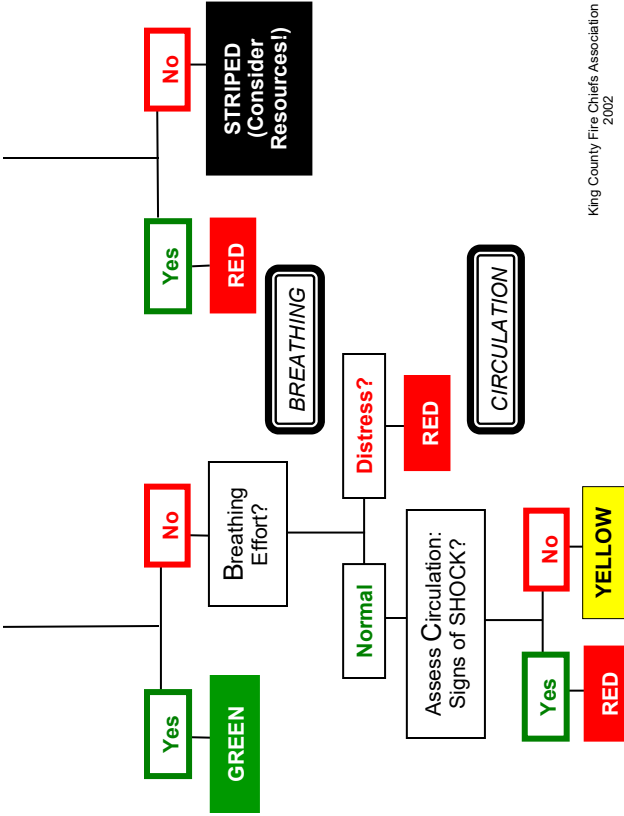 Yes
No
Yes
No
GREEN
Breathing
Effort?
RED
STRIPED
(Consider
Resources!)
BREATHING
Normal
Distress?
RED
Assess Circulation:
Signs of SHOCK?
CIRCULATION
Yes
No
RED
YELLOW
King County Fire Chiefs Association
2002